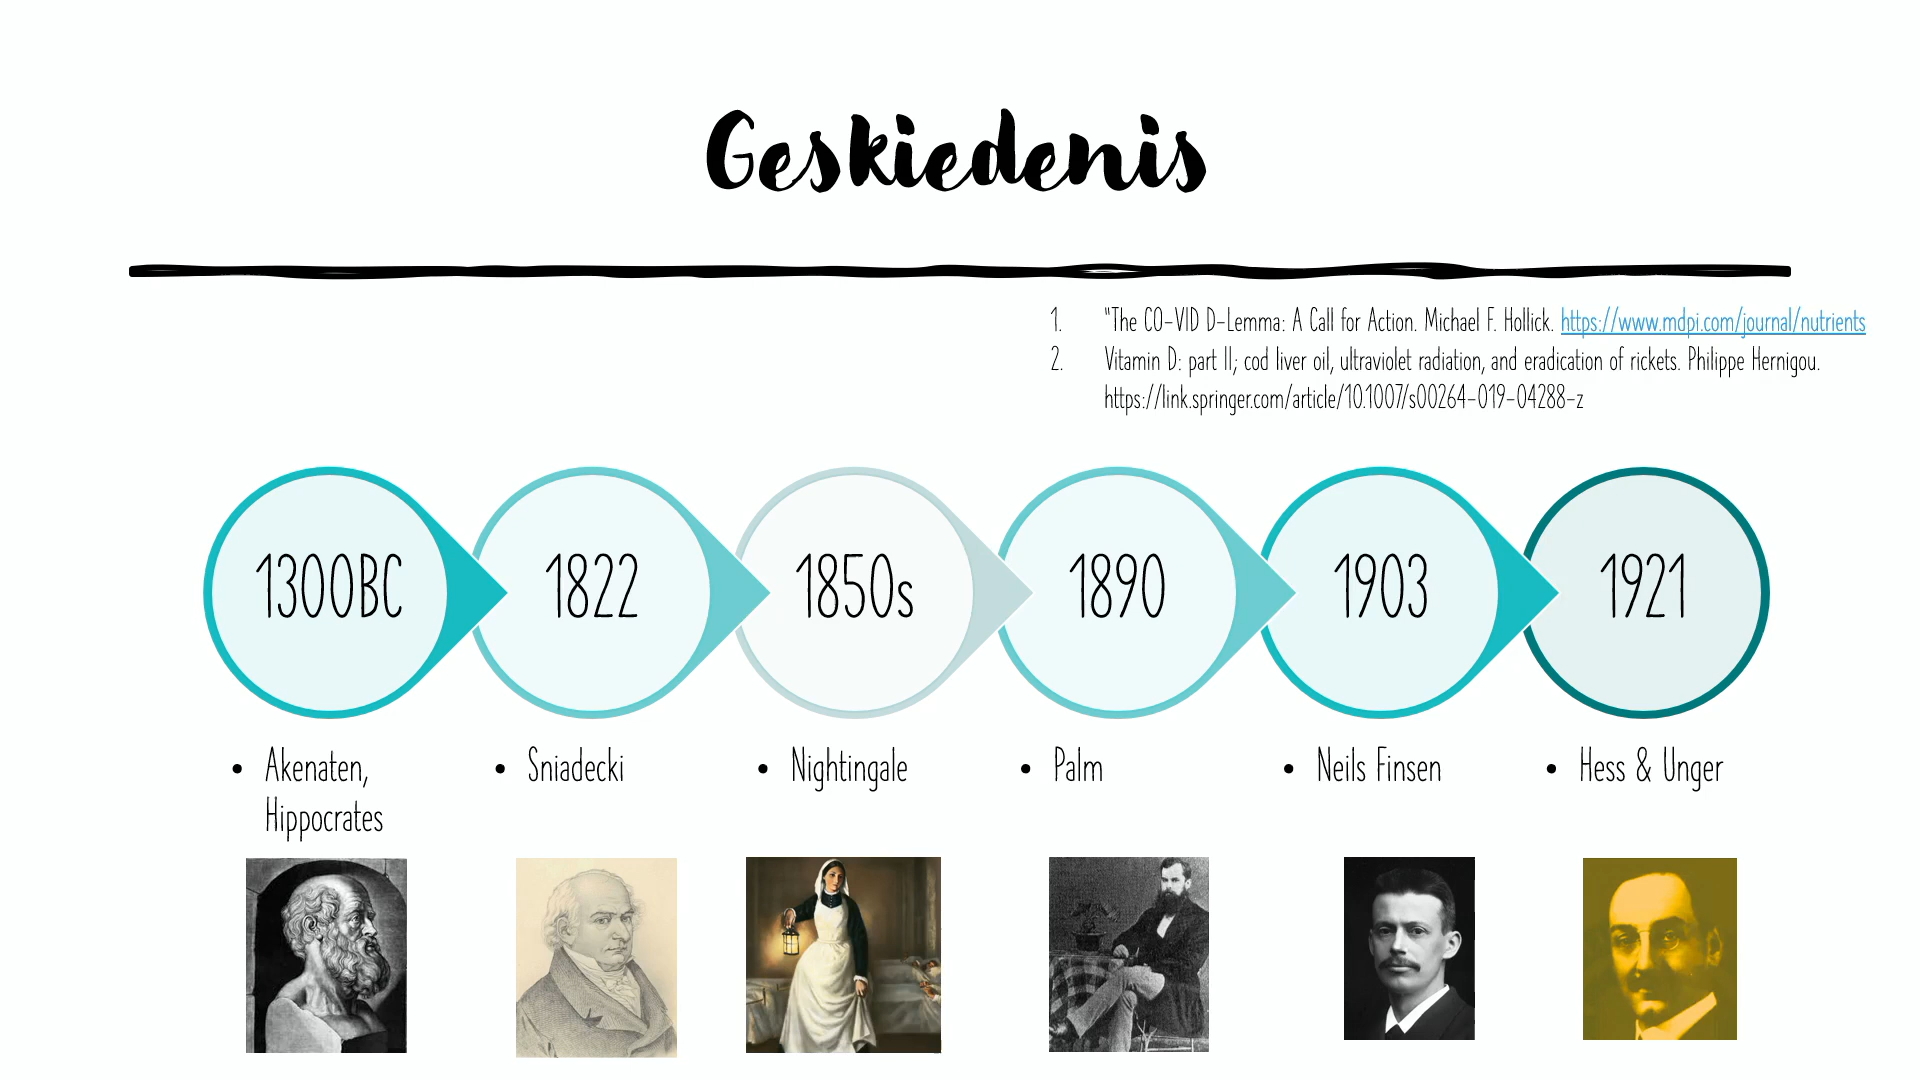 Geskiedenis
1. "The CO-VID D-Lemma: A Call for Action. Michael F. Hollick. https://www.mdpi.com/journal/nutrients
2. Vitamin D: part II; cod liver oil, ultraviolet radiation, and eradication of rickets. Philippe Hernigou.
https://link.springer.com/article/10.1007/s00264-019-04288-z
1300BC
1822
1850s
1890
1903
1921
• Akenaten,
Hippocrates
• Sniadecki
• Nightingale
• Palm
• Neils Finsen
• Hess & Unger